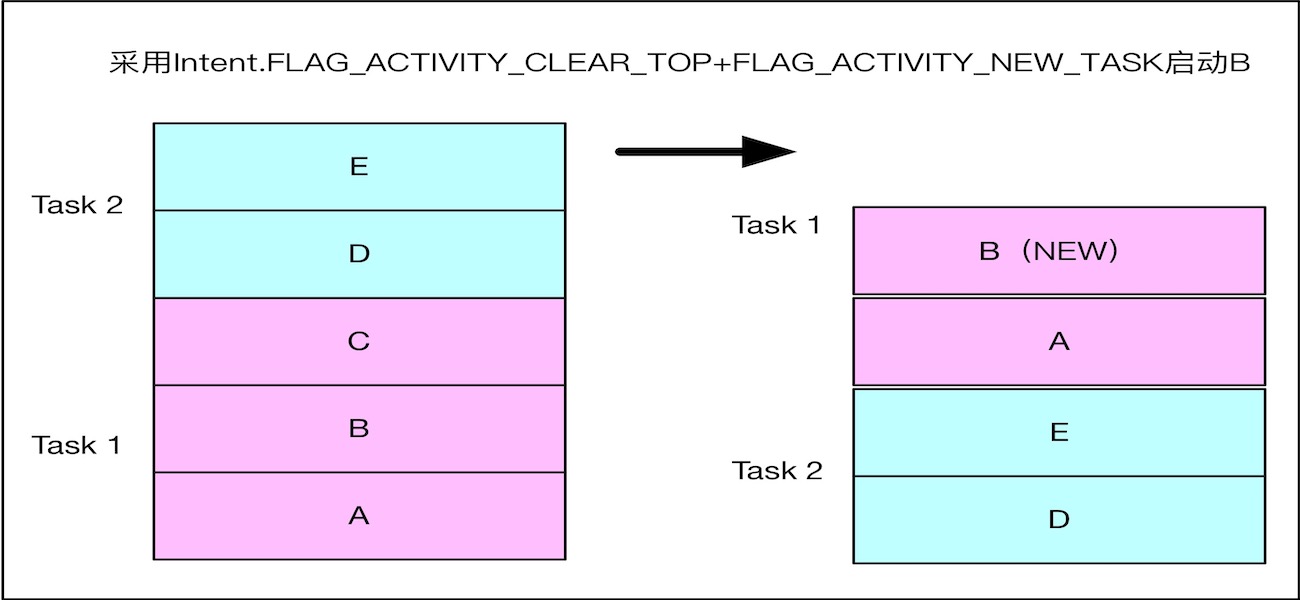 采用Intent.FLAG_ACTIVITY_CLEAR_TOP+FLAG_ACTIVITY_NEW_TASK启动B
Task 2
E
D
C
Task 1
B
A
Task 1
B（NEW）
A
Task 2
E
D